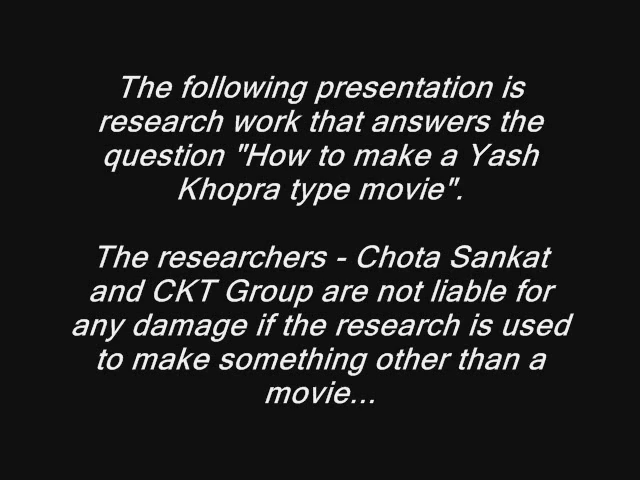 The following presentation is
research work that answers the
question "How to make a Yash
Khopra type movie".
The researchers - Chota Sankat
and CKT Group are not liable for
any damage if the research is used
to make something other than a
movie...